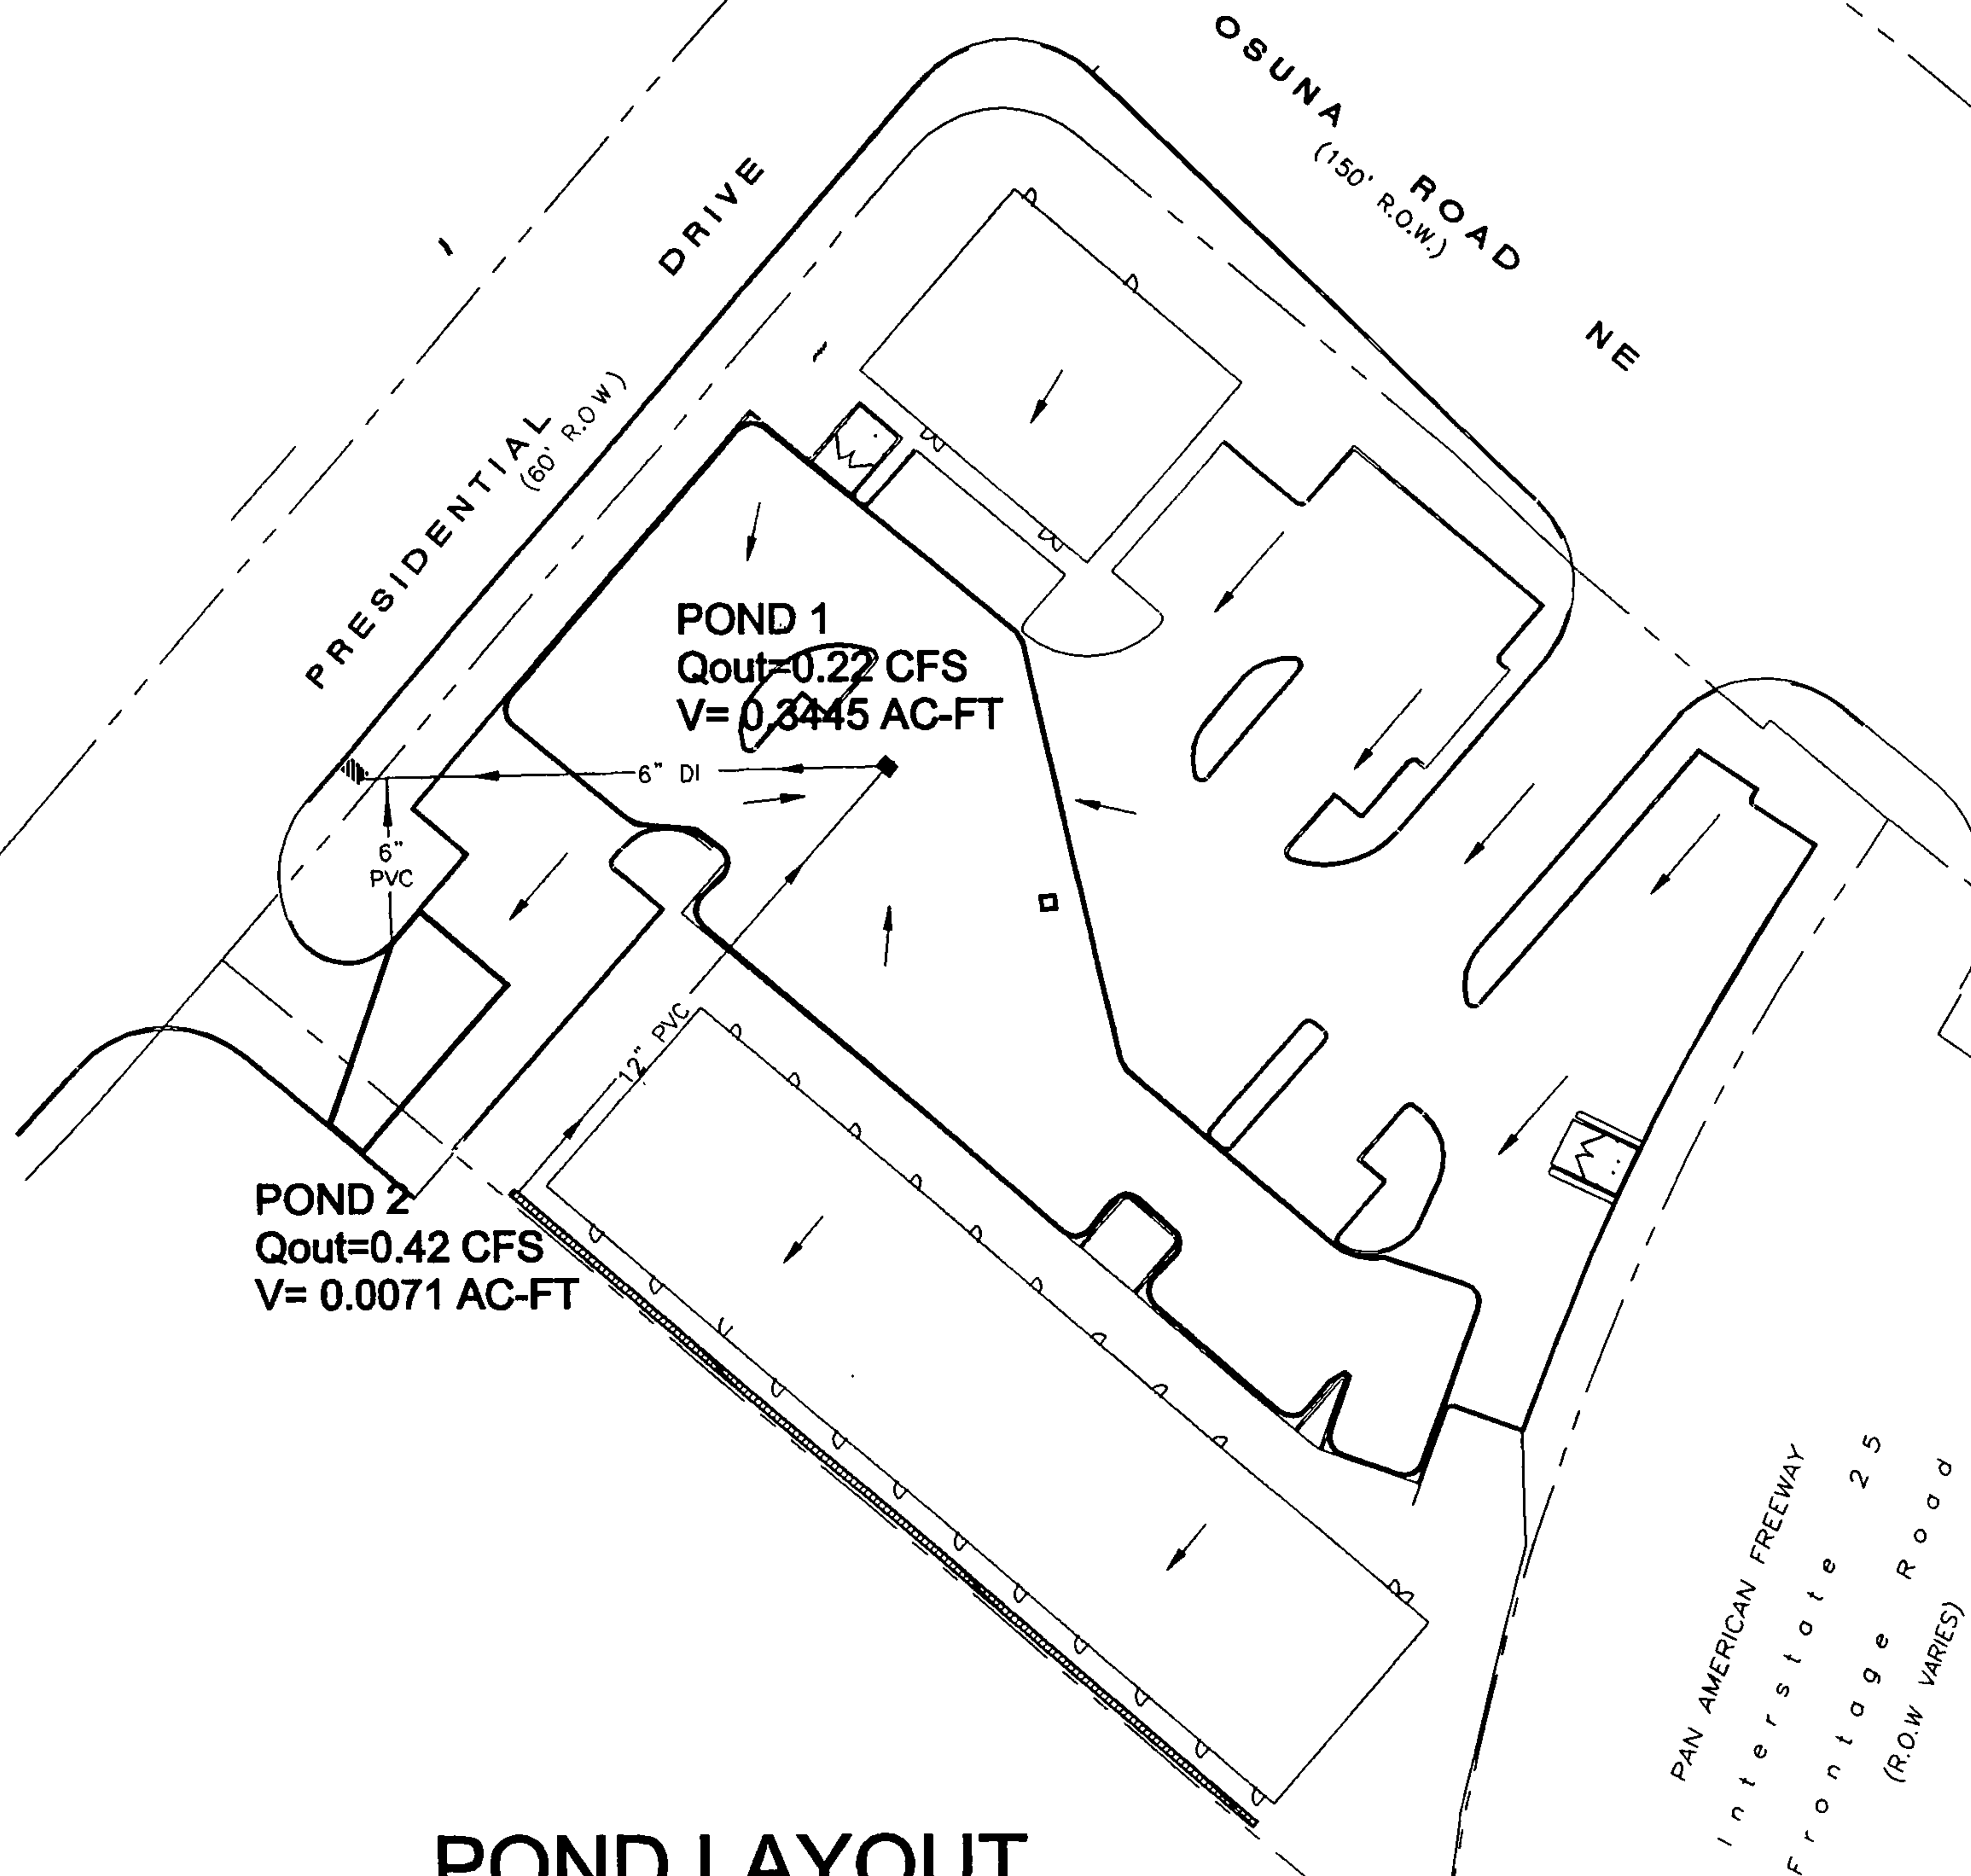 OSUNA ROAD NE
(150' R.O.W.)
PRESIDENTIAL DRIVE
(60' R.O.W)
POND 1
Qout=0.22 CFS
V= 0.3445 AC-FT
6" DI
6"
PVC
12" PVC
POND 2
Qout=0.42 CFS
V= 0.0071 AC-FT
PAN AMERICAN FREEWAY
Interstate 25
Frontage Road
(R.O.W VARIES)
POND LAYOUT